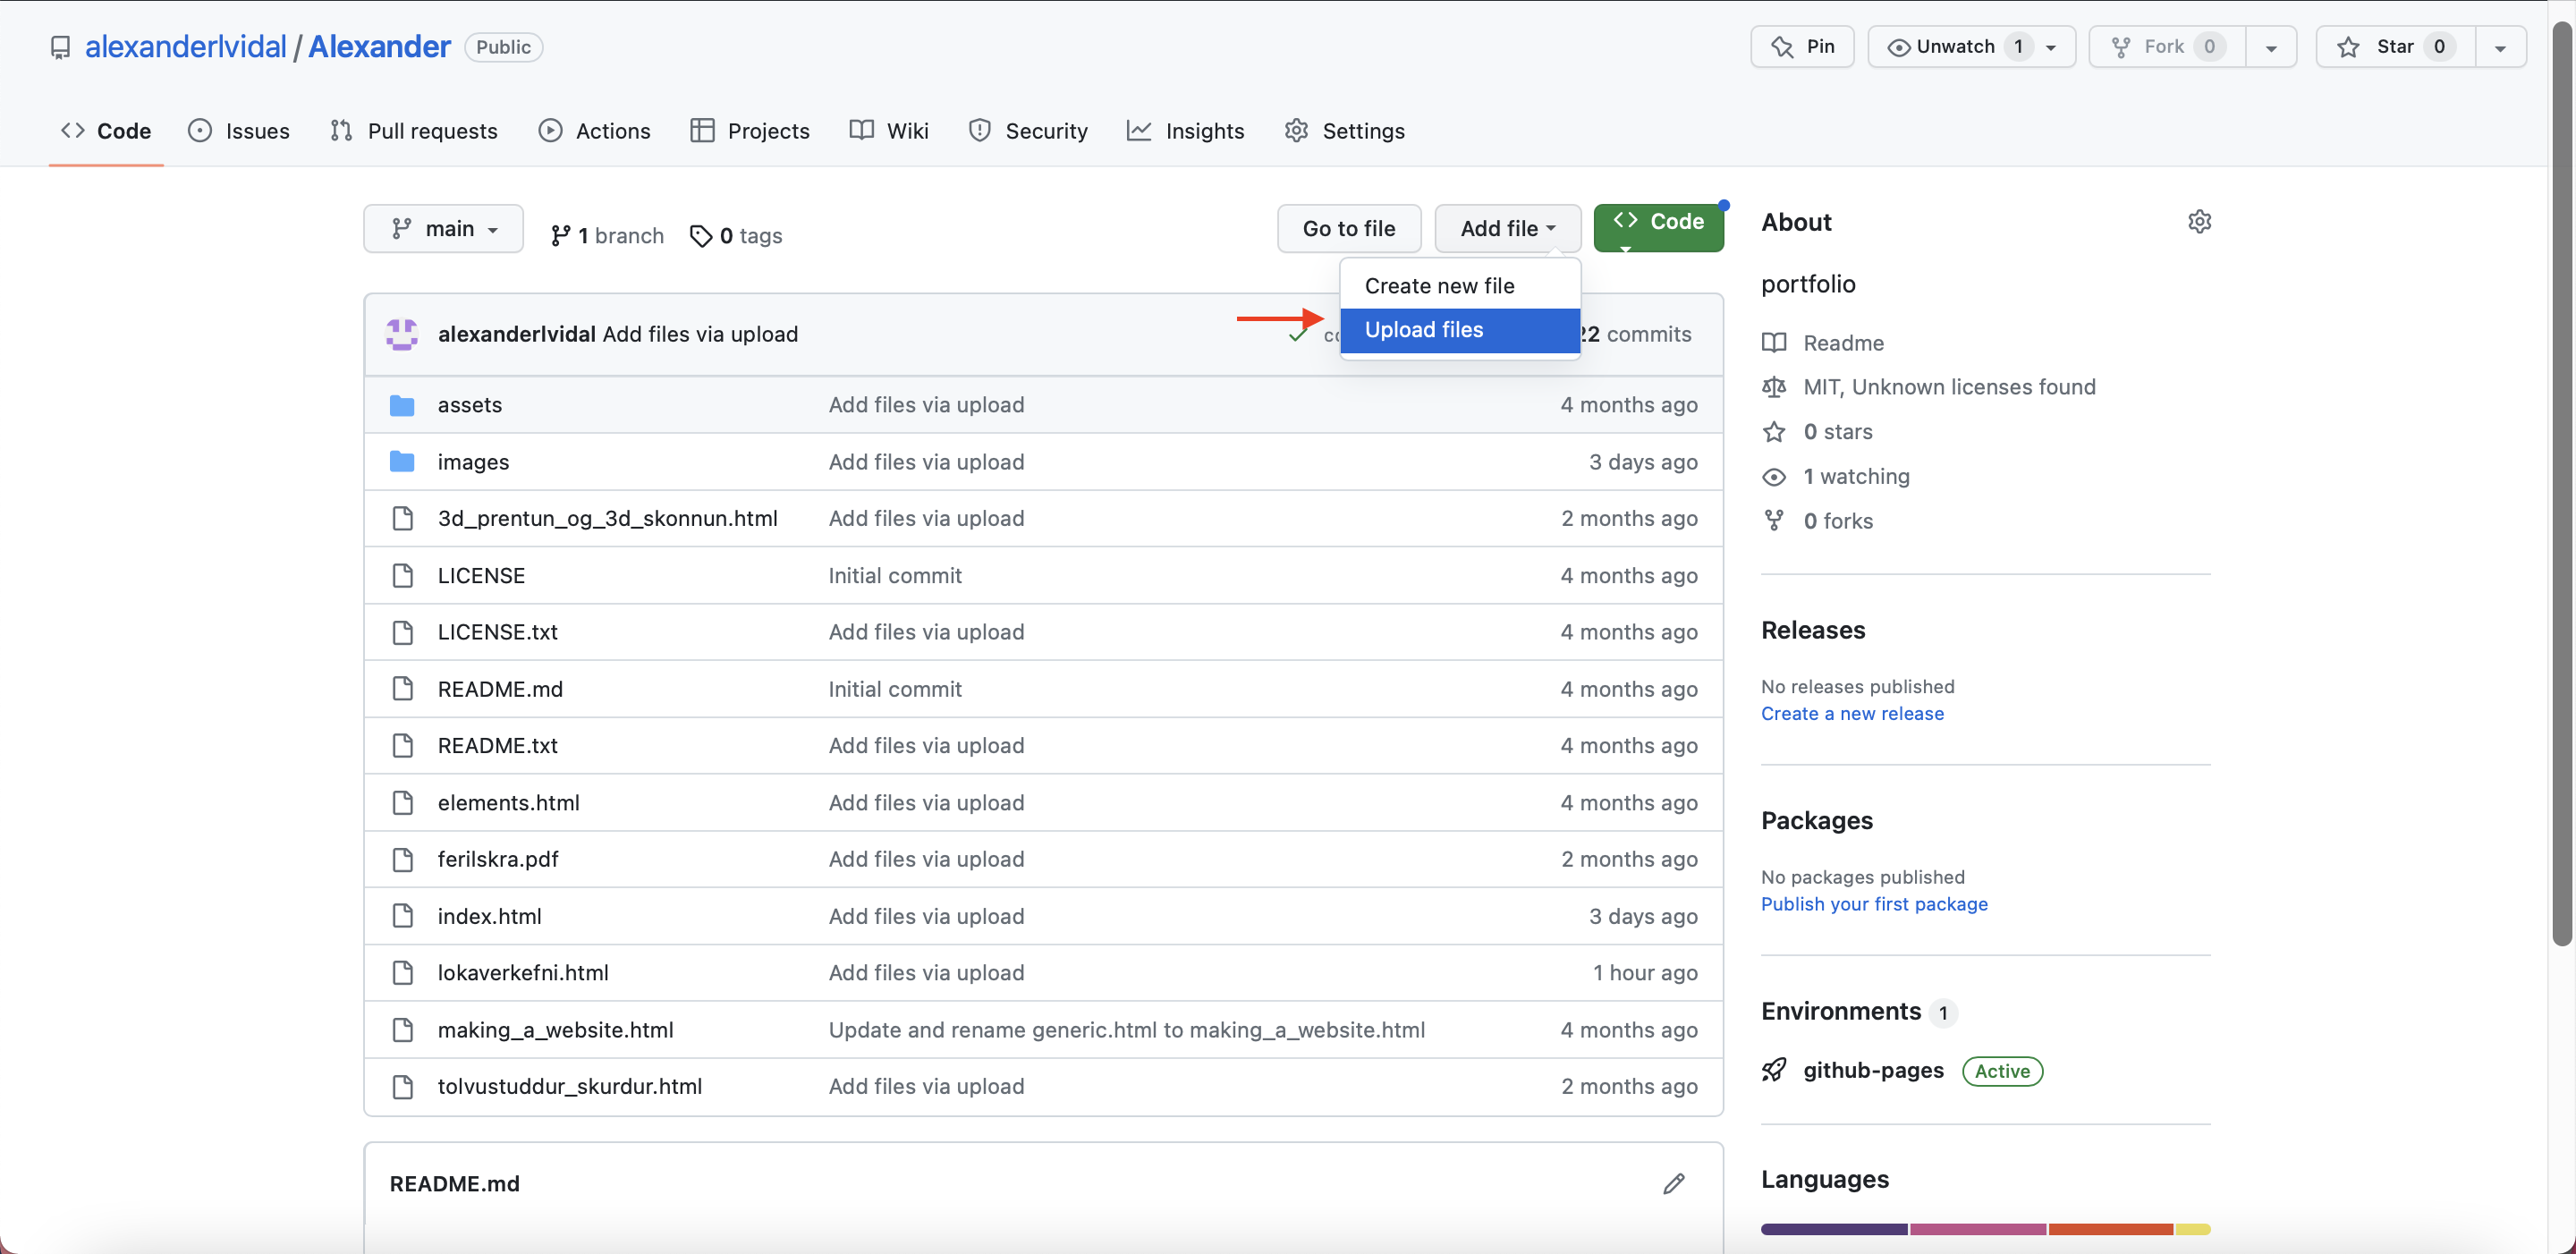 alexanderlvidal / Alexander Public
Pin
Unwatch 1
Fork 0
Star 0
Code
Issues
Pull requests
Actions
Projects
Wiki
Security
Insights
Settings
main
1 branch
0 tags
Go to file
Add file
Code
Create new file
Upload files
alexanderlvidal Add files via upload
22 commits
assets Add files via upload 4 months ago
images Add files via upload 3 days ago
3d_prentun_og_3d_skonnun.html Add files via upload 2 months ago
LICENSE Initial commit 4 months ago
LICENSE.txt Add files via upload 4 months ago
README.md Initial commit 4 months ago
README.txt Add files via upload 4 months ago
elements.html Add files via upload 4 months ago
ferilskra.pdf Add files via upload 2 months ago
index.html Add files via upload 3 days ago
lokaverkefni.html Add files via upload 1 hour ago
making_a_website.html Update and rename generic.html to making_a_website.html 4 months ago
tolvustuddur_skurdur.html Add files via upload 2 months ago
README.md
About
portfolio
Readme
MIT, Unknown licenses found
0 stars
1 watching
0 forks
Releases
No releases published
Create a new release
Packages
No packages published
Publish your first package
Environments 1
github-pages Active
Languages